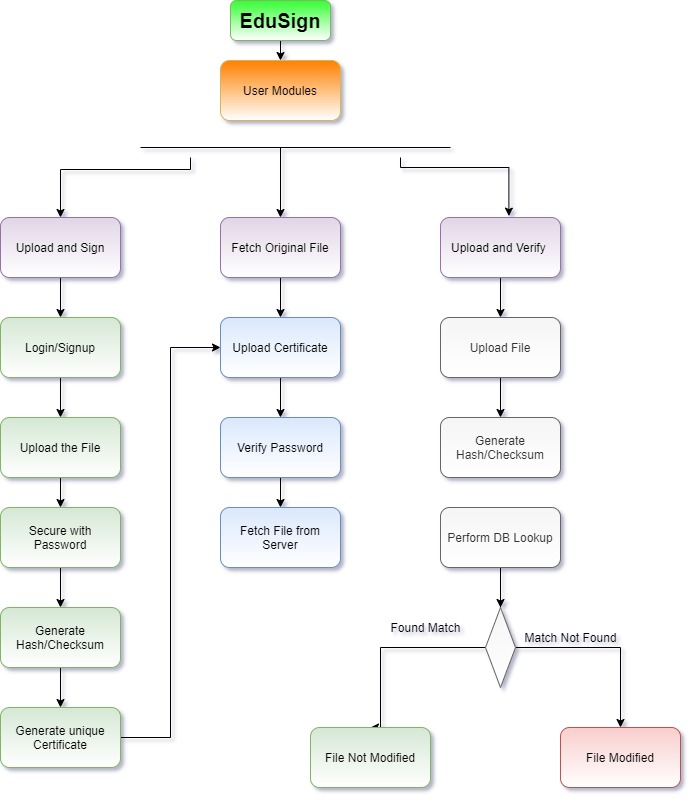 EduSign
User Modules
Upload and Sign
Fetch Original File
Upload and Verify
Login/Signup
Upload Certificate
Upload File
Upload the File
Verify Password
Generate
Hash/Checksum
Secure with
Password
Fetch File from
Server
Perform DB Lookup
Generate
Hash/Checksum
Found Match
Match Not Found
Generate unique
Certificate
File Not Modified
File Modified